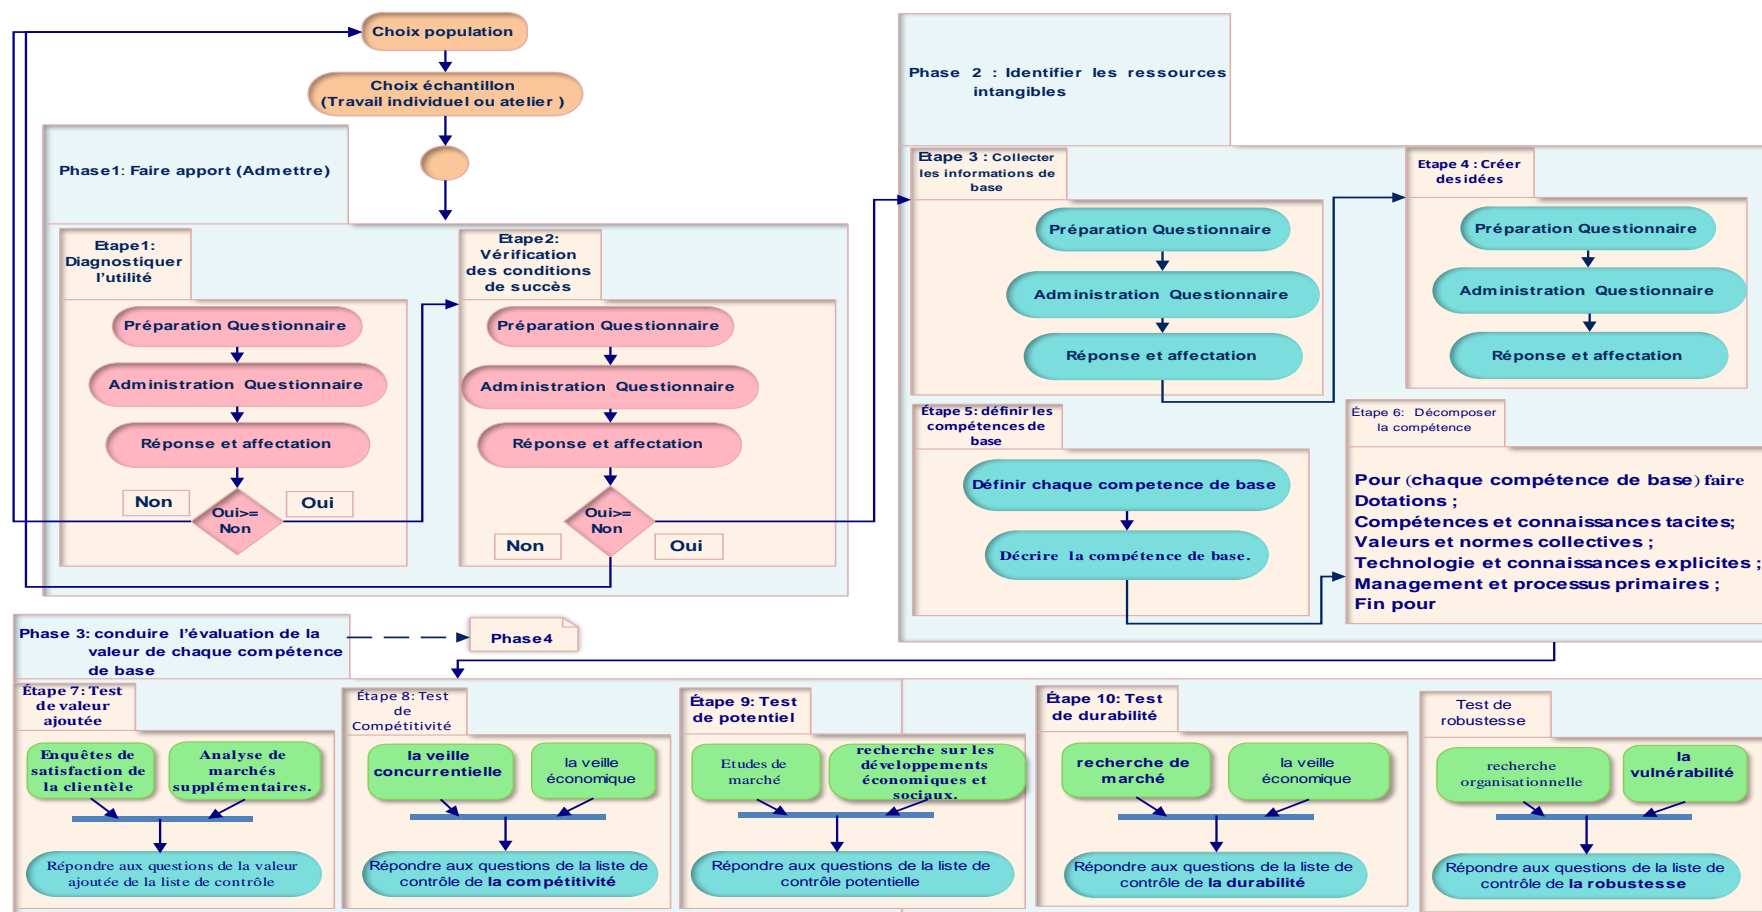 Choix population
Choix échantillon
(Travail individuel ou atelier )
Phase1: Faire apport (Admettre)
Etape1:
Diagnostiquer
l'utilité
Préparation Questionnaire
Administration Questionnaire
Réponse et affectation
Non
Oui>=
Non
Oui
Etape2:
Vérification
des conditions
de succès
Préparation Questionnaire
Administration Questionnaire
Réponse et affectation
Oui>=
Non
Non
Oui
Phase 2 : Identifier les ressources
intangibles
Etape 3 : Collecter
les informations de
base
Préparation Questionnaire
Administration Questionnaire
Réponse et affectation
Etape 4 : Créer
des idées
Préparation Questionnaire
Administration Questionnaire
Réponse et affectation
Étape 5: définir les
compétences de
base
Définir chaque competence de base
Décrire la compétence de base.
Étape 6: Décomposer
la compétence
Pour (chaque compétence de base) faire
Dotations ;
Compétences et connaissances tacites;
Valeurs et normes collectives ;
Technologie et connaissances explicites ;
Management et processus primaires ;
Fin pour
Phase 3: conduire l'évaluation de la
valeur de chaque compétence
de base
Phase4
Étape 7: Test
de valeur
ajoutée
Enquêtes de
satisfaction de
la clientèle
Analyse de
marchés
supplémentaires.
Répondre aux questions de la valeur
ajoutée de la liste de contrôle
Étape 8: Test
de
Compétitivité
la veille
concurrentielle
la veille
économique
Répondre aux questions de la liste de
contrôle de la compétitivité
Étape 9: Test
de potentiel
Etudes de
marché
recherche sur les
développements
économiques et
sociaux.
Répondre aux questions de la liste de
contrôle potentielle
Étape 10: Test
de durabilité
recherche de
marché
la veille
économique
Répondre aux questions de la liste de
contrôle de la durabilité
Test de
robustesse
recherche
organisationnelle
la
vulnérabilité
Répondre aux questions de la liste de
contrôle de la robustesse